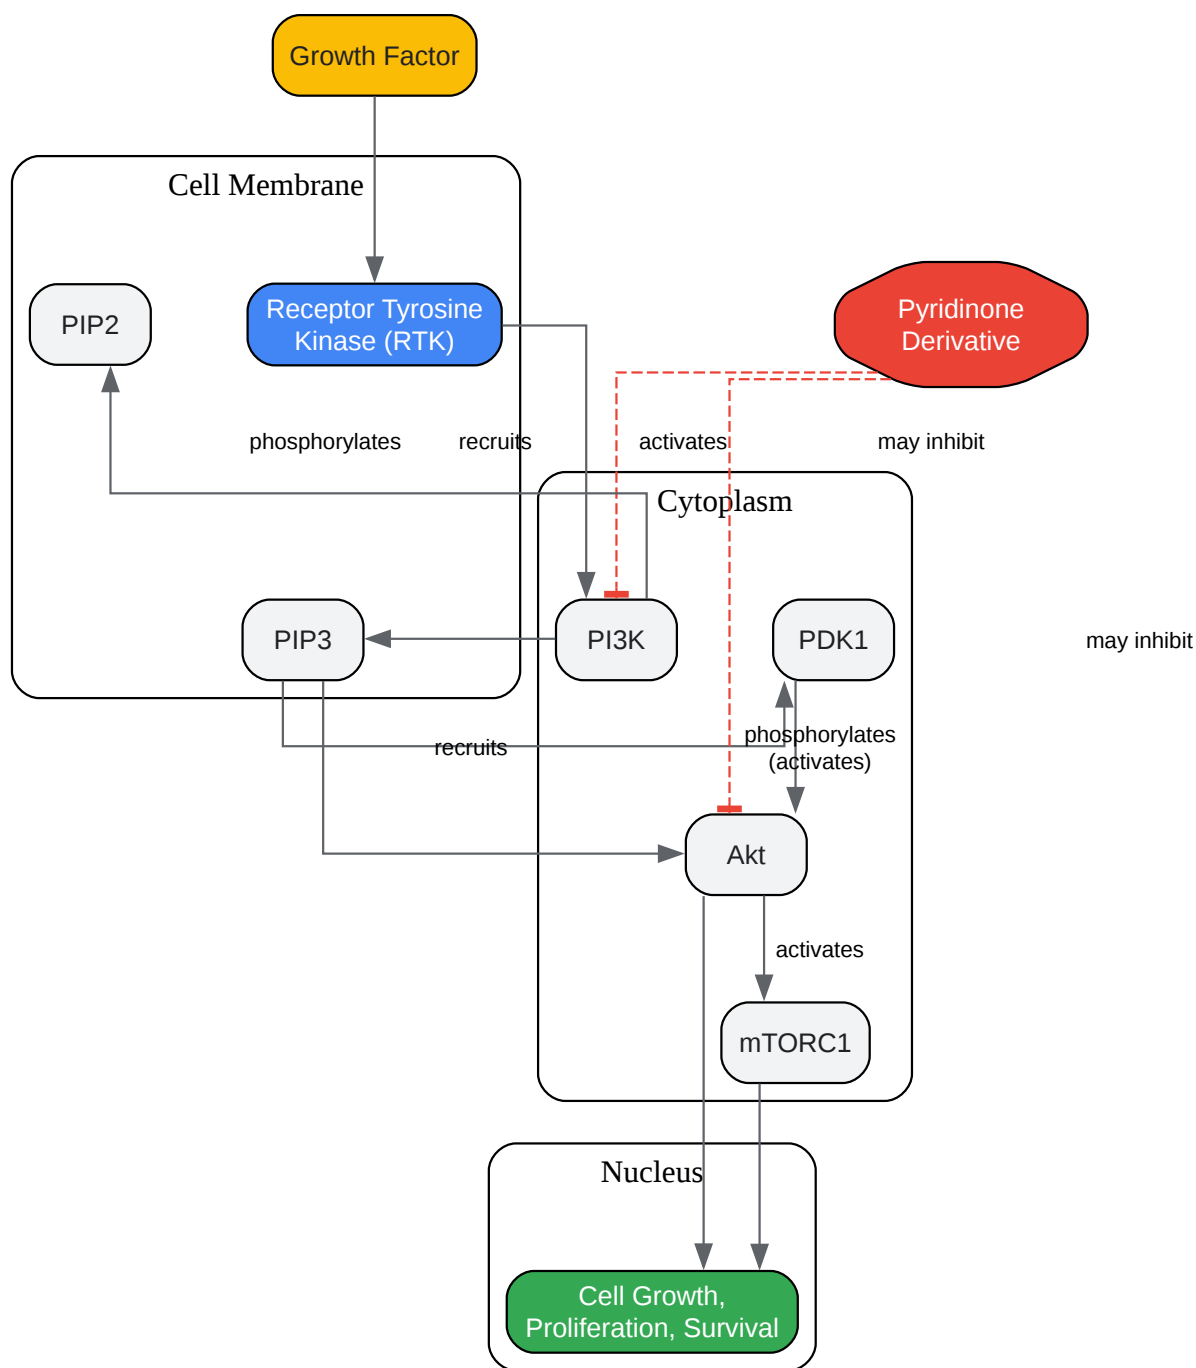 Growth Factor
Cell Membrane
PIP2
Receptor Tyrosine
Kinase (RTK)
Pyridinone
Derivative
phosphorylates
recruits
activates
may inhibit
Cytoplasm
PIP3
PI3K
PDK1
may inhibit
recruits
phosphorylates
(activates)
Akt
activates
mTORC1
Nucleus
Cell Growth,
Proliferation, Survival